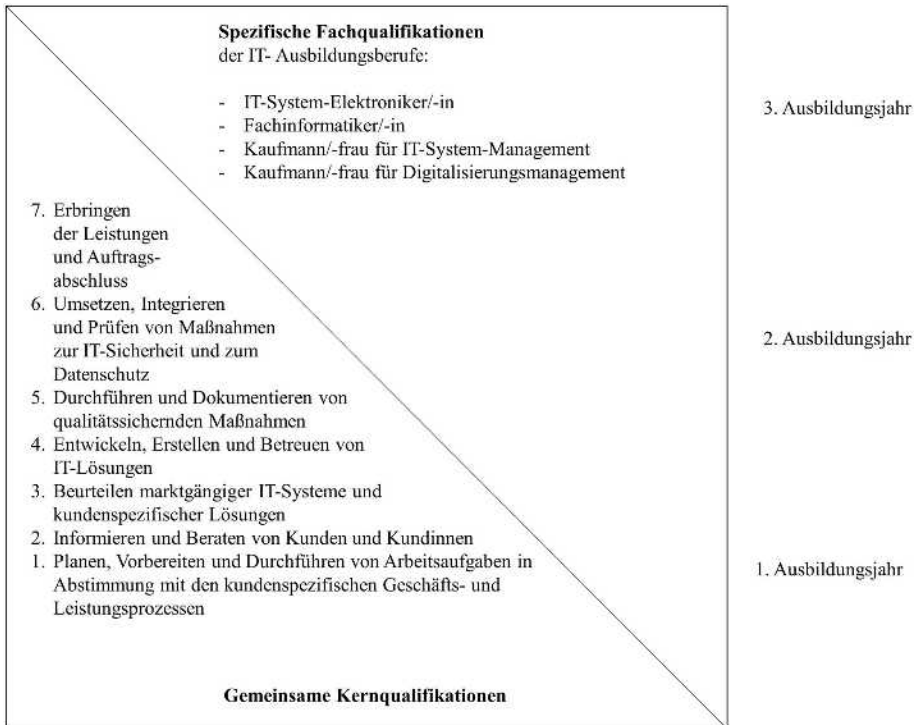 Spezifische Fachqualifikationen
der IT- Ausbildungsberufe:
- IT-System-Elektroniker/-in
- Fachinformatiker/-in
- Kaufmann/-frau für IT-System-Management
- Kaufmann/-frau für Digitalisierungsmanagement
3. Ausbildungsjahr
7. Erbringen
der Leistungen
und Auftrags-
abschluss
6. Umsetzen, Integrieren
und Prüfen von Maßnahmen
zur IT-Sicherheit und zum
Datenschutz
2. Ausbildungsjahr
5. Durchführen und Dokumentieren von
qualitätssichernden Maßnahmen
4. Entwickeln, Erstellen und Betreuen von
IT-Lösungen
3. Beurteilen marktgängiger IT-Systeme und
kundenspezifischer Lösungen
2. Informieren und Beraten von Kunden und Kundinnen
1. Planen, Vorbereiten und Durchführen von Arbeitsaufgaben in
Abstimmung mit den kundenspezifischen Geschäfts- und
Leistungsprozessen
1. Ausbildungsjahr
Gemeinsame Kernqualifikationen